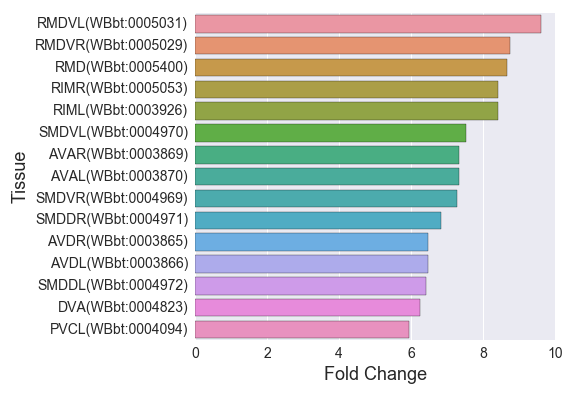 RMDVL(WBbt:0005031)
RMDVR(WBbt:0005029)
RMD(WBbt:0005400)
RIMR(WBbt:0005053)
RIML(WBbt:0003926)
SMDVL(WBbt:0004970)
AVAR(WBbt:0003869)
AVAL(WBbt:0003870)
SMDVR(WBbt:0004969)
SMDDR(WBbt:0004971)
AVDR(WBbt:0003865)
AVDL(WBbt:0003866)
SMDDL(WBbt:0004972)
DVA(WBbt:0004823)
PVCL(WBbt:0004094)
Tissue
0 2 4 6 8 10
Fold Change